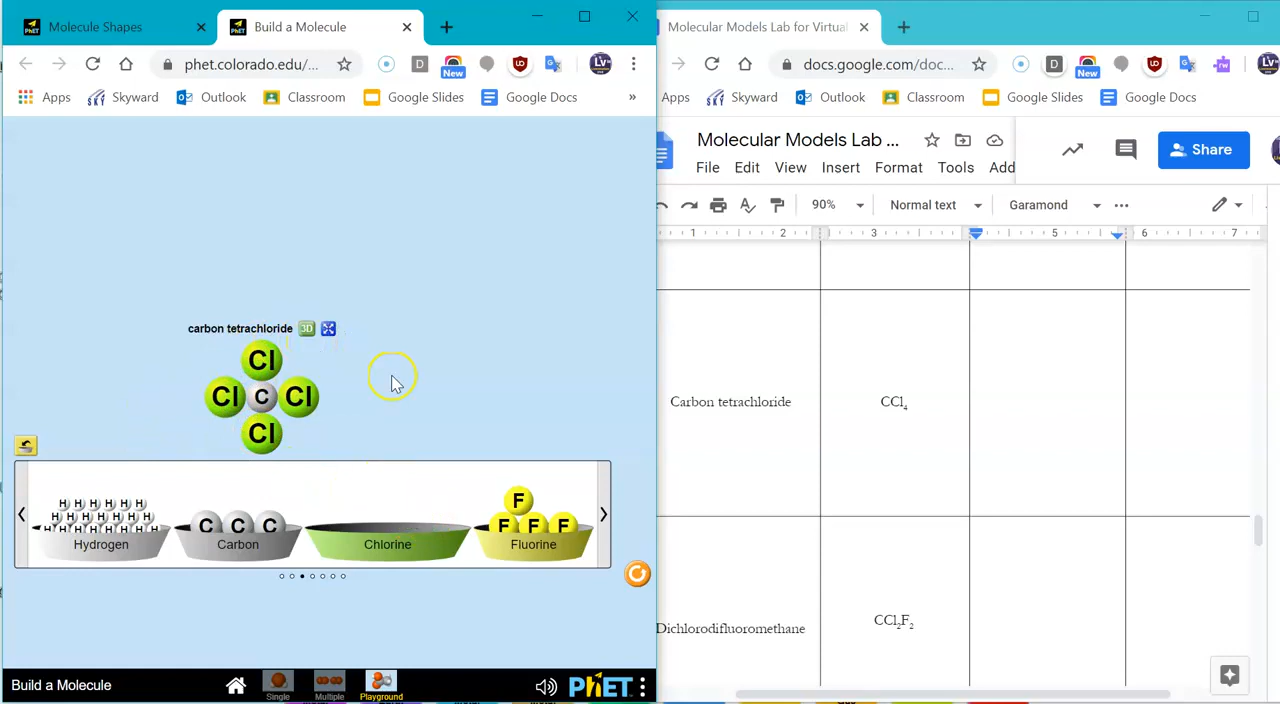 Molecule Shapes
Build a Molecule
phet.colorado.edu/...
D
New
Apps
Skyward
Outlook
Classroom
Google Slides
Google Docs
»
carbon tetrachloride 3D
Cl
Cl C Cl
Cl
H H H H H H
H H H H H H H
H H H H H H H H
C C C
F
F F F
Hydrogen
Carbon
Chlorine
Fluorine
Build a Molecule
Single
Multiple
Playground
PhET
Molecular Models Lab for Virtual
docs.google.com/doc...
D
New
Apps
Skyward
Outlook
Classroom
Google Slides
Google Docs
Molecular Models Lab ...
Share
File Edit View Insert Format Tools Add
90%
Normal text
Garamond
...
1 2 3 4 5 6 7
Carbon tetrachloride
CCl₄
Dichlorodifluoromethane
CCl₂F₂